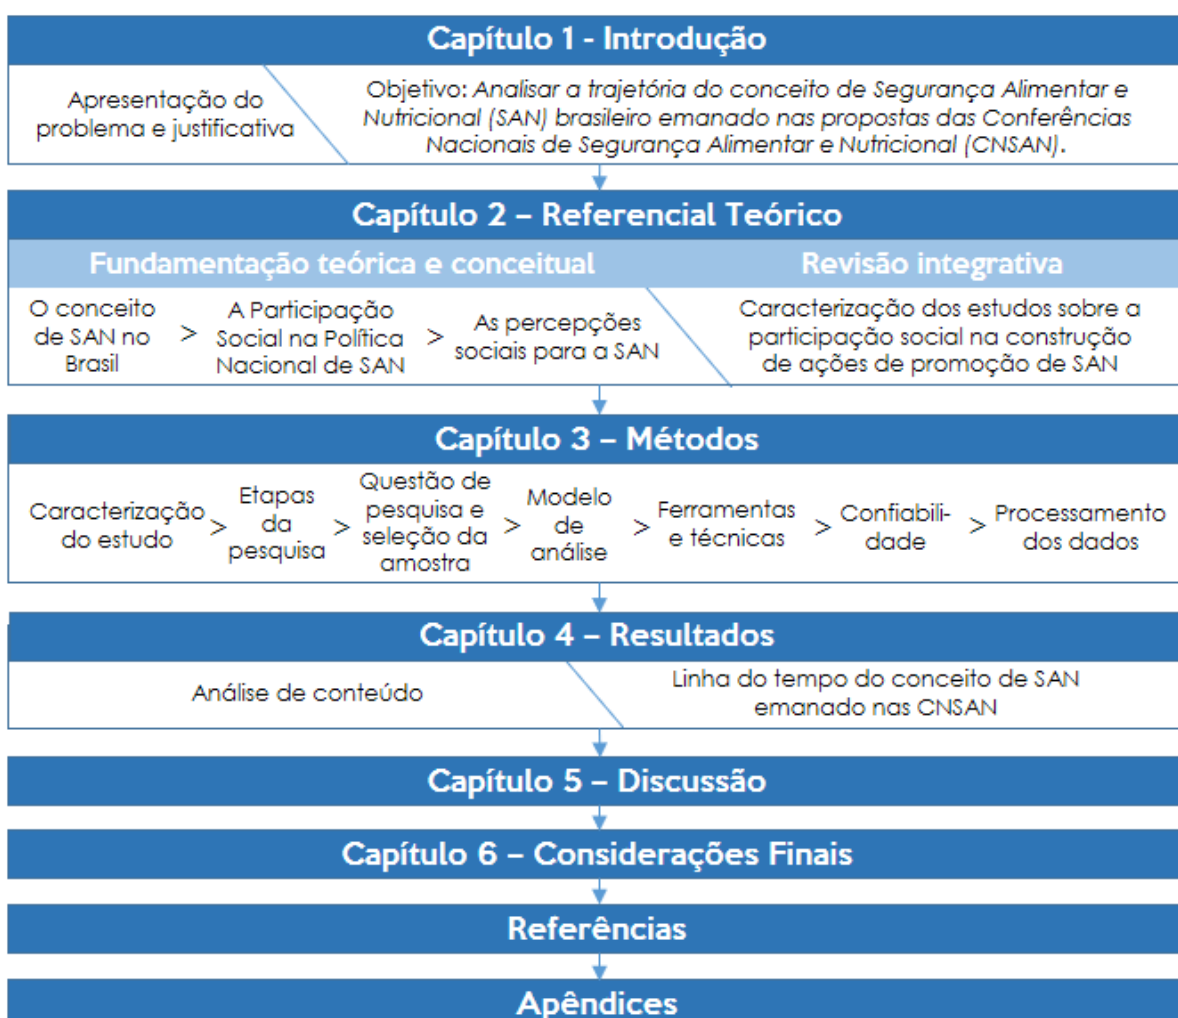 Capítulo 1 - Introdução
Apresentação do
problema e justificativa
Objetivo: Analisar a trajetória do conceito de Segurança Alimentar e
Nutricional (SAN) brasileiro emanado nas propostas das Conferências
Nacionais de Segurança Alimentar e Nutricional (CNSAN).
Capítulo 2 – Referencial Teórico
Fundamentação teórica e conceitual
Revisão integrativa
O conceito
de SAN no
Brasil
>
A Participação
Social na Política
Nacional de SAN
>
As percepções
sociais para a SAN
Caracterização dos estudos sobre a
participação social na construção
de ações de promoção de SAN
Capítulo 3 – Métodos
Caracterização
do estudo
>
Etapas
da
pesquisa
>
Questão de
pesquisa e
seleção da
amostra
>
Modelo
de
análise
>
Ferramentas
e técnicas
>
Confiabili-
dade
>
Processamento
dos dados
Capítulo 4 – Resultados
Análise de conteúdo
Linha do tempo do conceito de SAN
emanado nas CNSAN
Capítulo 5 – Discussão
Capítulo 6 – Considerações Finais
Referências
Apêndices